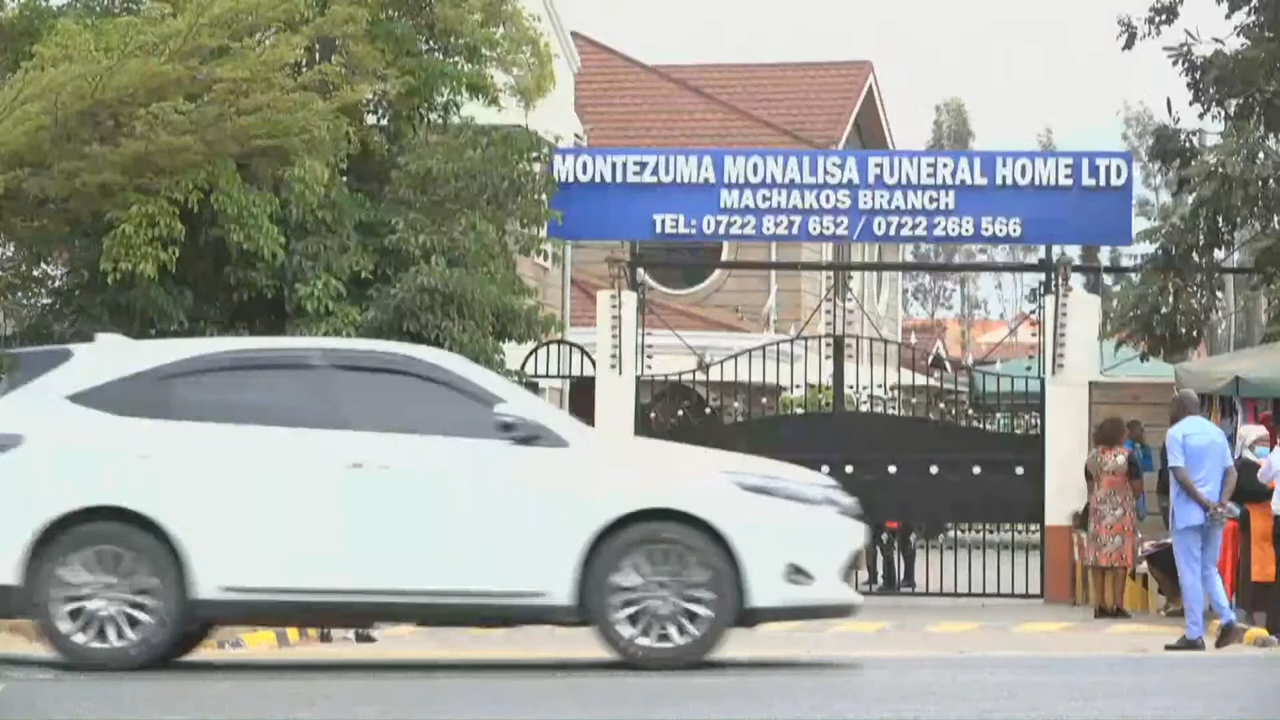 MONTEZUMA MONALISA FUNERAL HOME LTD
MACHAKOS BRANCH
TEL: 0722 827 652 / 0722 268 566